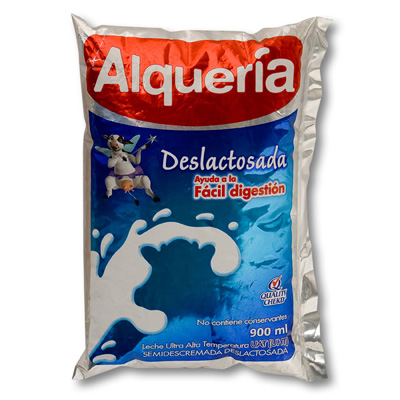 Alquería
Deslactosada
Ayuda a la
Fácil digestión
QUALITY
CHEKD
No contiene conservantes
900 ml
Leche Ultra Alta Temperatura UAT (UHT)
SEMIDESCREMADA DESLACTOSADA